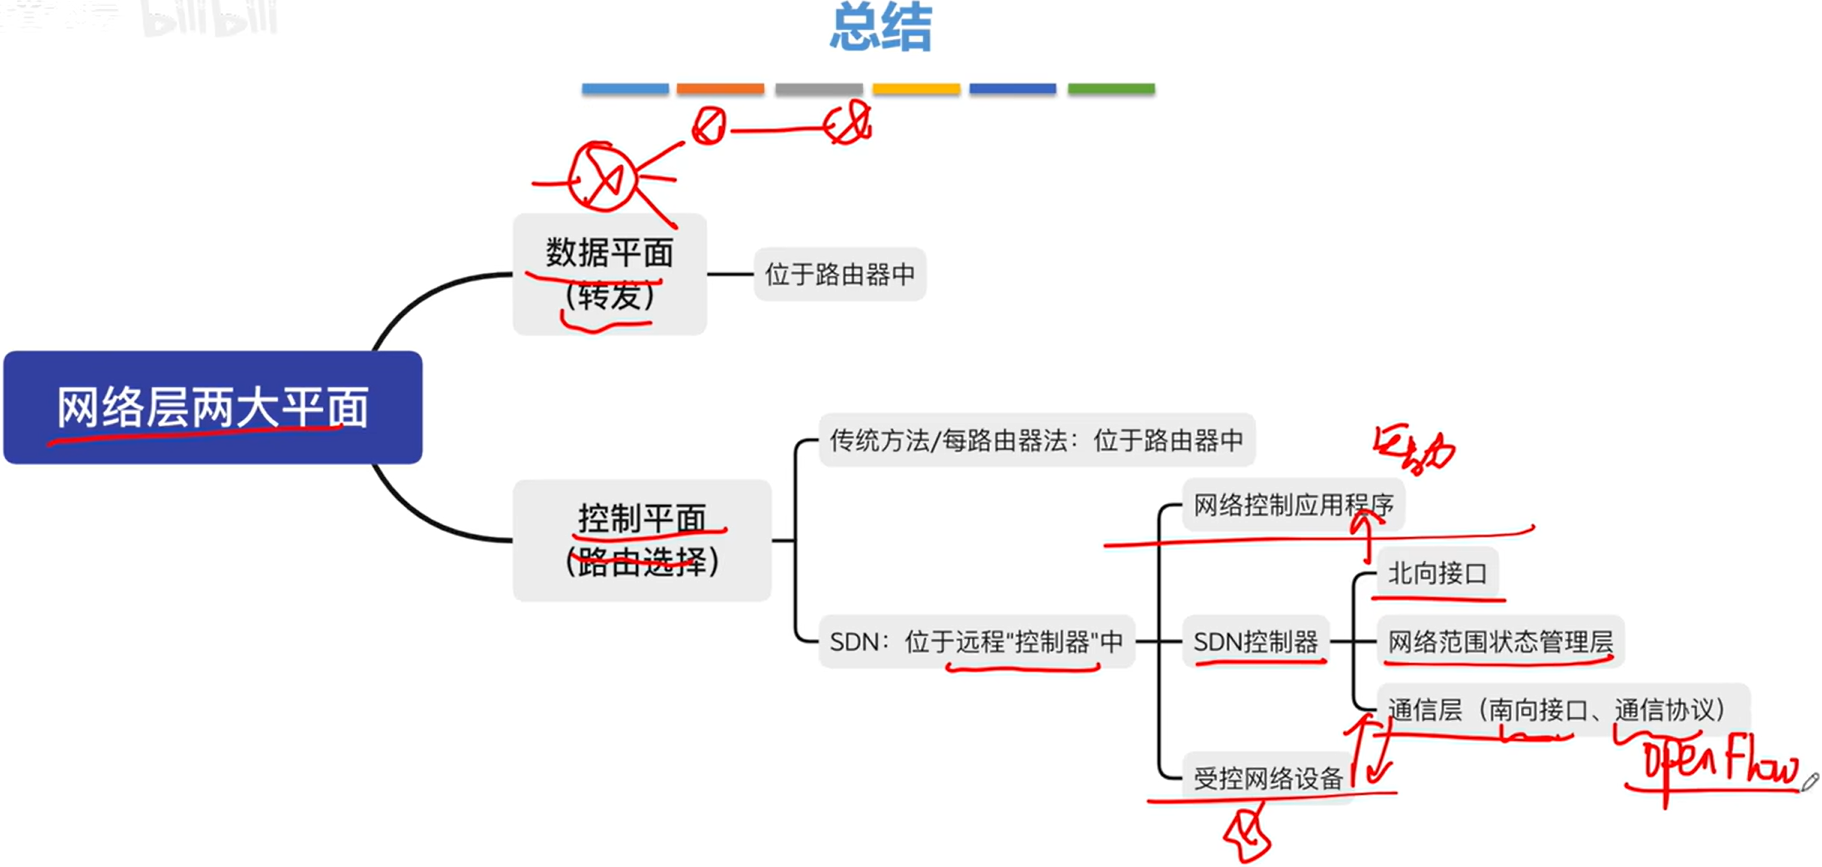 bilibili
总结
数据平面
(转发)
位于路由器中
网络层两大平面
控制平面
(路由选择)
传统方法/每路由器法：位于路由器中
SDN：位于远程"控制器"中
网络控制应用程序
SDN控制器
受控网络设备
北向接口
网络范围状态管理层
通信层（南向接口、通信协议）
OpenFlow